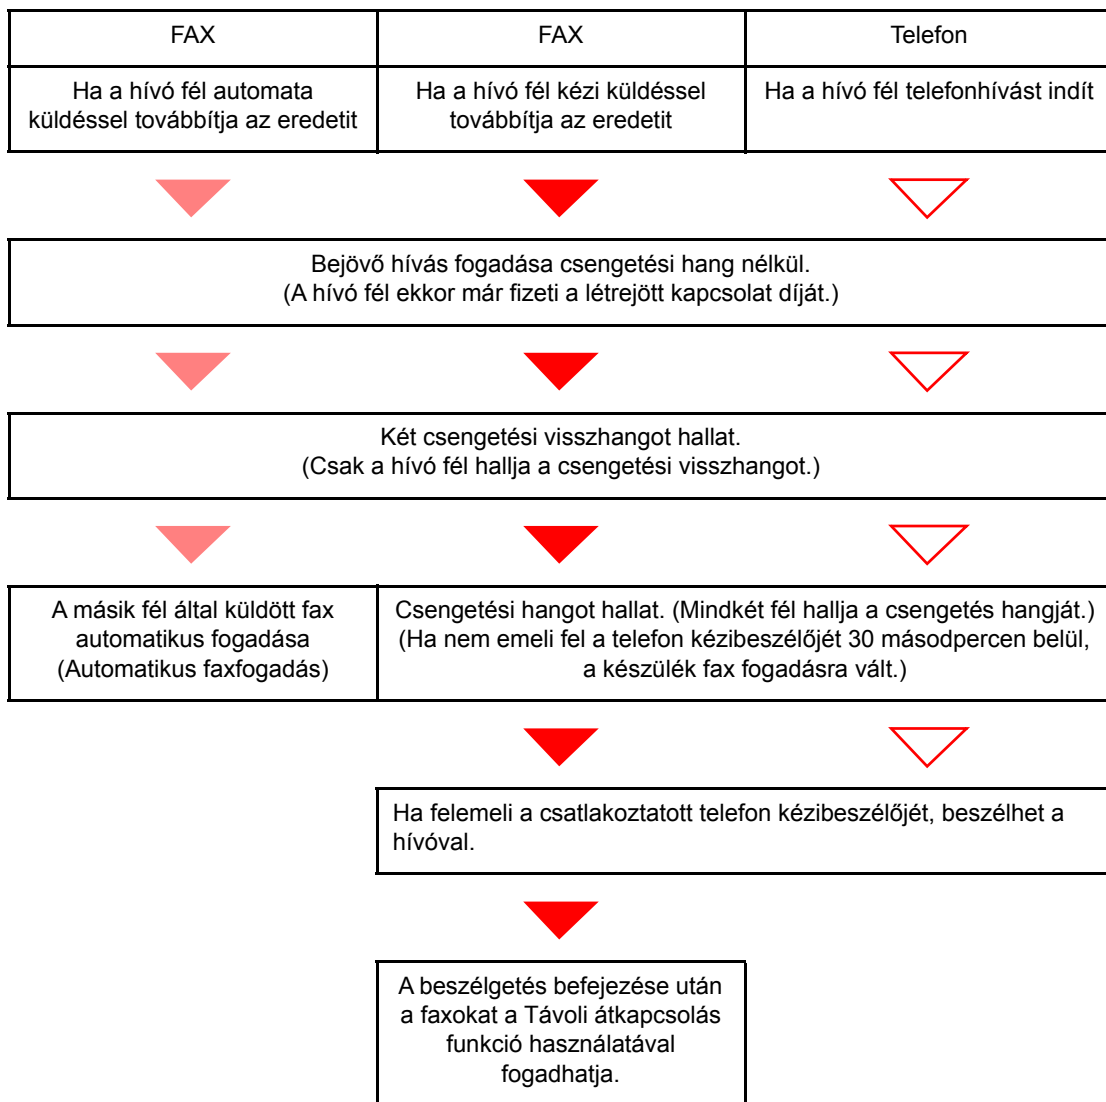 FAX
FAX
Telefon
Ha a hívó fél automata
küldéssel továbbítja az eredetit
Ha a hívó fél kézi küldéssel
továbbítja az eredetit
Ha a hívó fél telefonhívást indít
Bejövő hívás fogadása csengetési hang nélkül.
(A hívó fél ekkor már fizeti a létrejött kapcsolat díját.)
Két csengetési visszhangot hallat.
(Csak a hívó fél hallja a csengetési visszhangot.)
A másik fél által küldött fax
automatikus fogadása
(Automatikus faxfogadás)
Csengetési hangot hallat. (Mindkét fél hallja a csengetés hangját.)
(Ha nem emeli fel a telefon kézibeszélőjét 30 másodpercen belül,
a készülék fax fogadásra vált.)
Ha felemeli a csatlakoztatott telefon kézibeszélőjét, beszélhet a
hívóval.
A beszélgetés befejezése után
a faxokat a Távoli átkapcsolás
funkció használatával
fogadhatja.